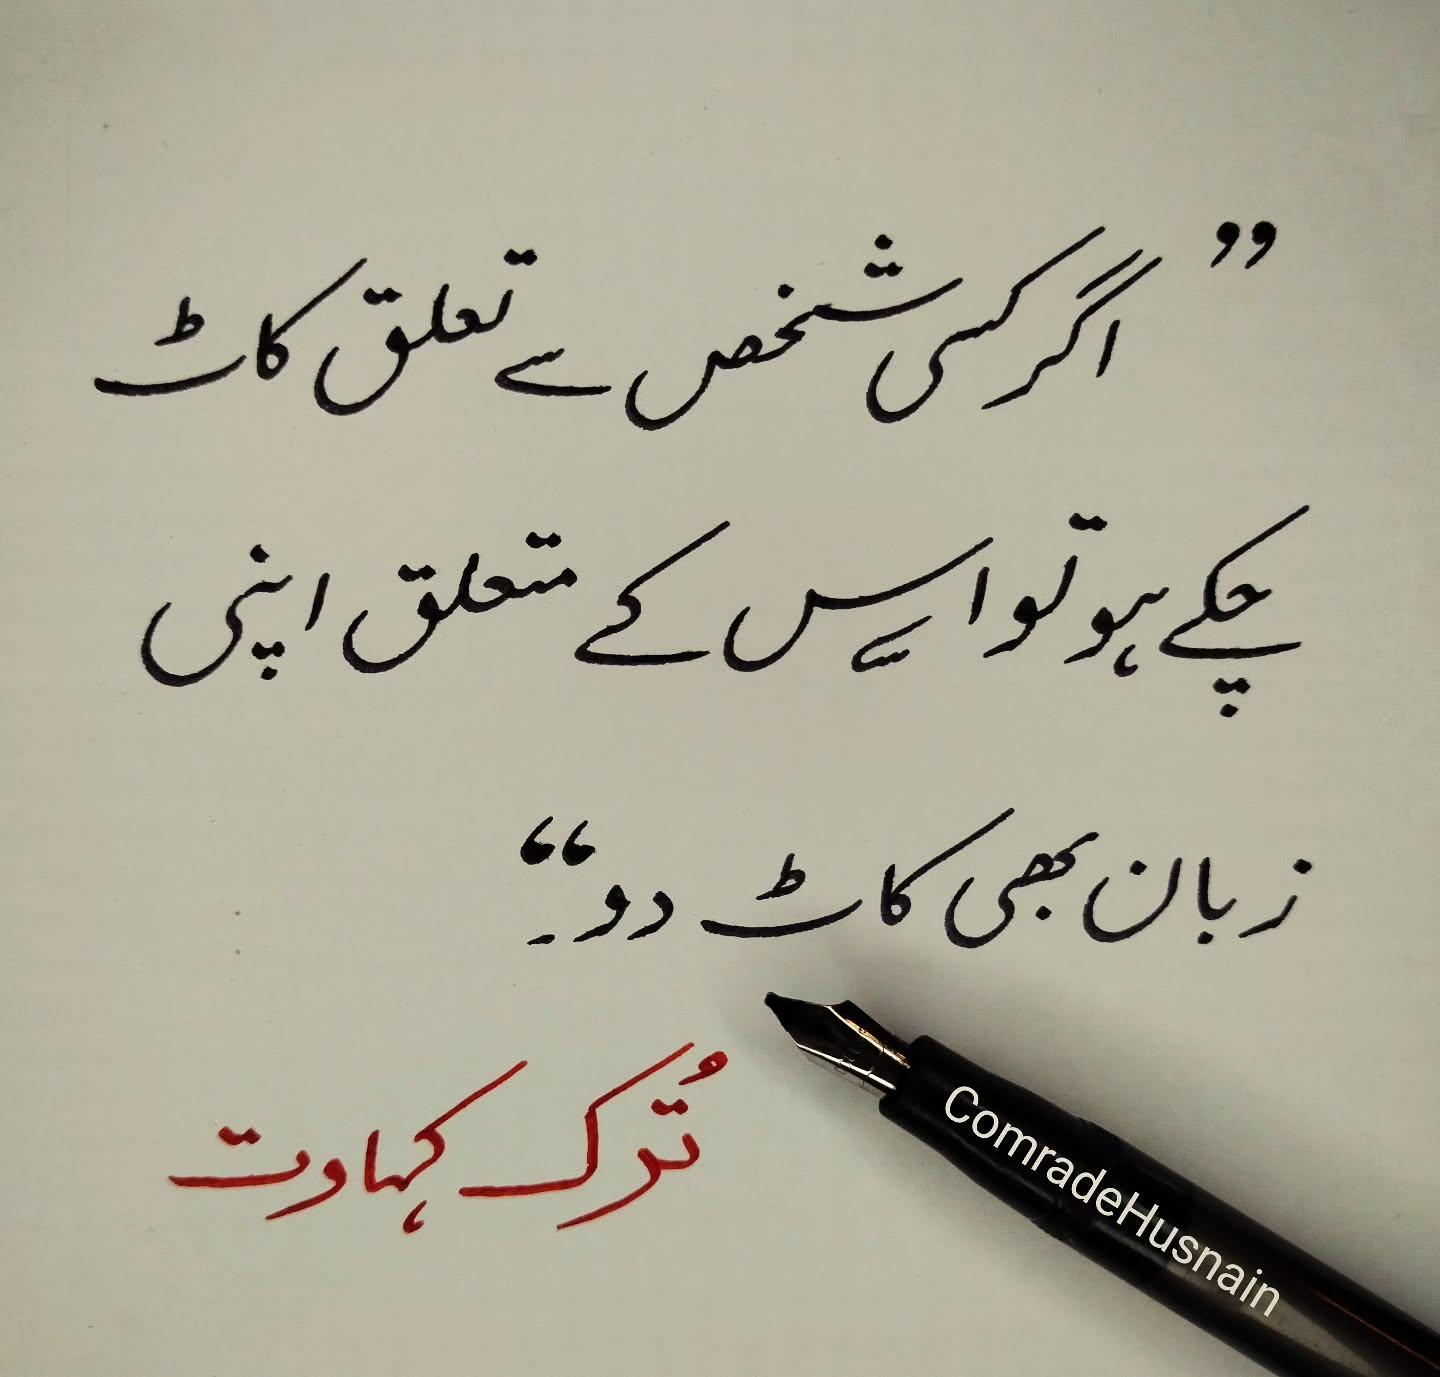 ”اگر کسی شخص سے تعلق کاٹ
چکے ہو تو اس کے متعلق اپنی
زبان بھی کاٹ دو“۔
تُرک کہاوت
ComradeHusnain